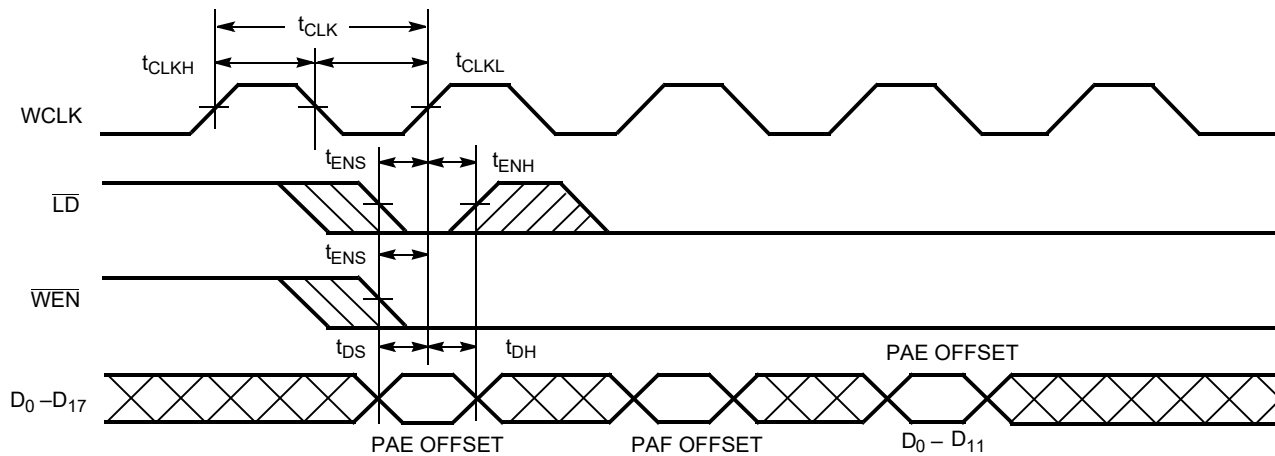 tCLK
tCLKH
tCLKL
WCLK
tENS
tENH
LD
tENS
WEN
tDS
tDH
PAE OFFSET
D0 –D17
PAE OFFSET
PAF OFFSET
D0 – D11